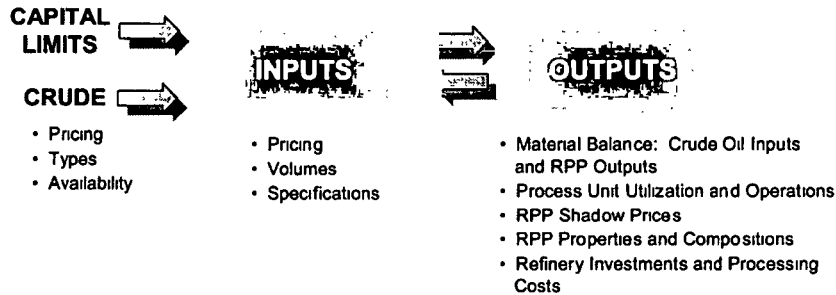 CAPITAL
LIMITS
CRUDE
• Pricing
• Types
• Availability
INPUTS
• Pricing
• Volumes
• Specifications
OUTPUTS
• Material Balance: Crude Oil Inputs
and RPP Outputs
• Process Unit Utilization and Operations
• RPP Shadow Prices
• RPP Properties and Compositions
• Refinery Investments and Processing
Costs